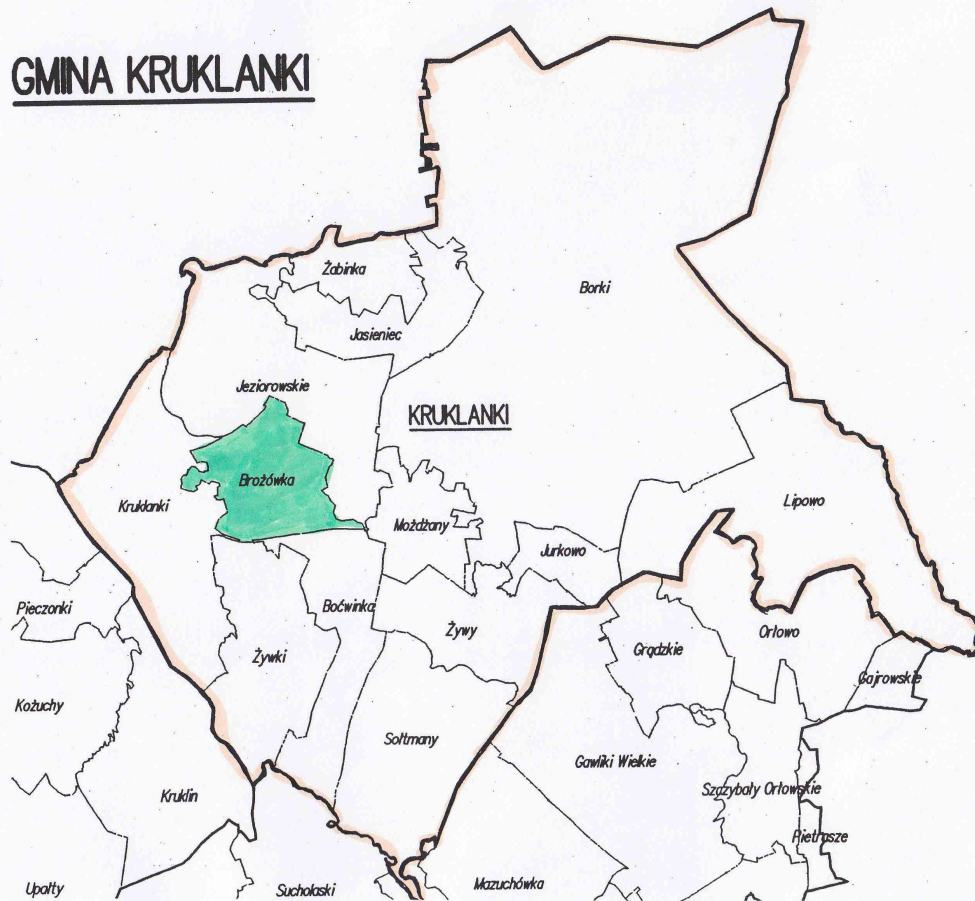 GMINA KRUKLANKI
Żabinka
Borki
Jasieniec
Jeziorowskie
KRUKLANKI
Brożówka
Kruklanki
Możdżany
Lipowo
Jurkowo
Pieczonki
Boćwinka
Żywy
Orłowo
Grądzkie
Żywki
Gajrowskie
Kożuchy
Sołtmany
Gawliki Wielkie
Szczybały Orłowskie
Kruklin
Pietrasze
Upałty
Sucholaski
Mazuchówka